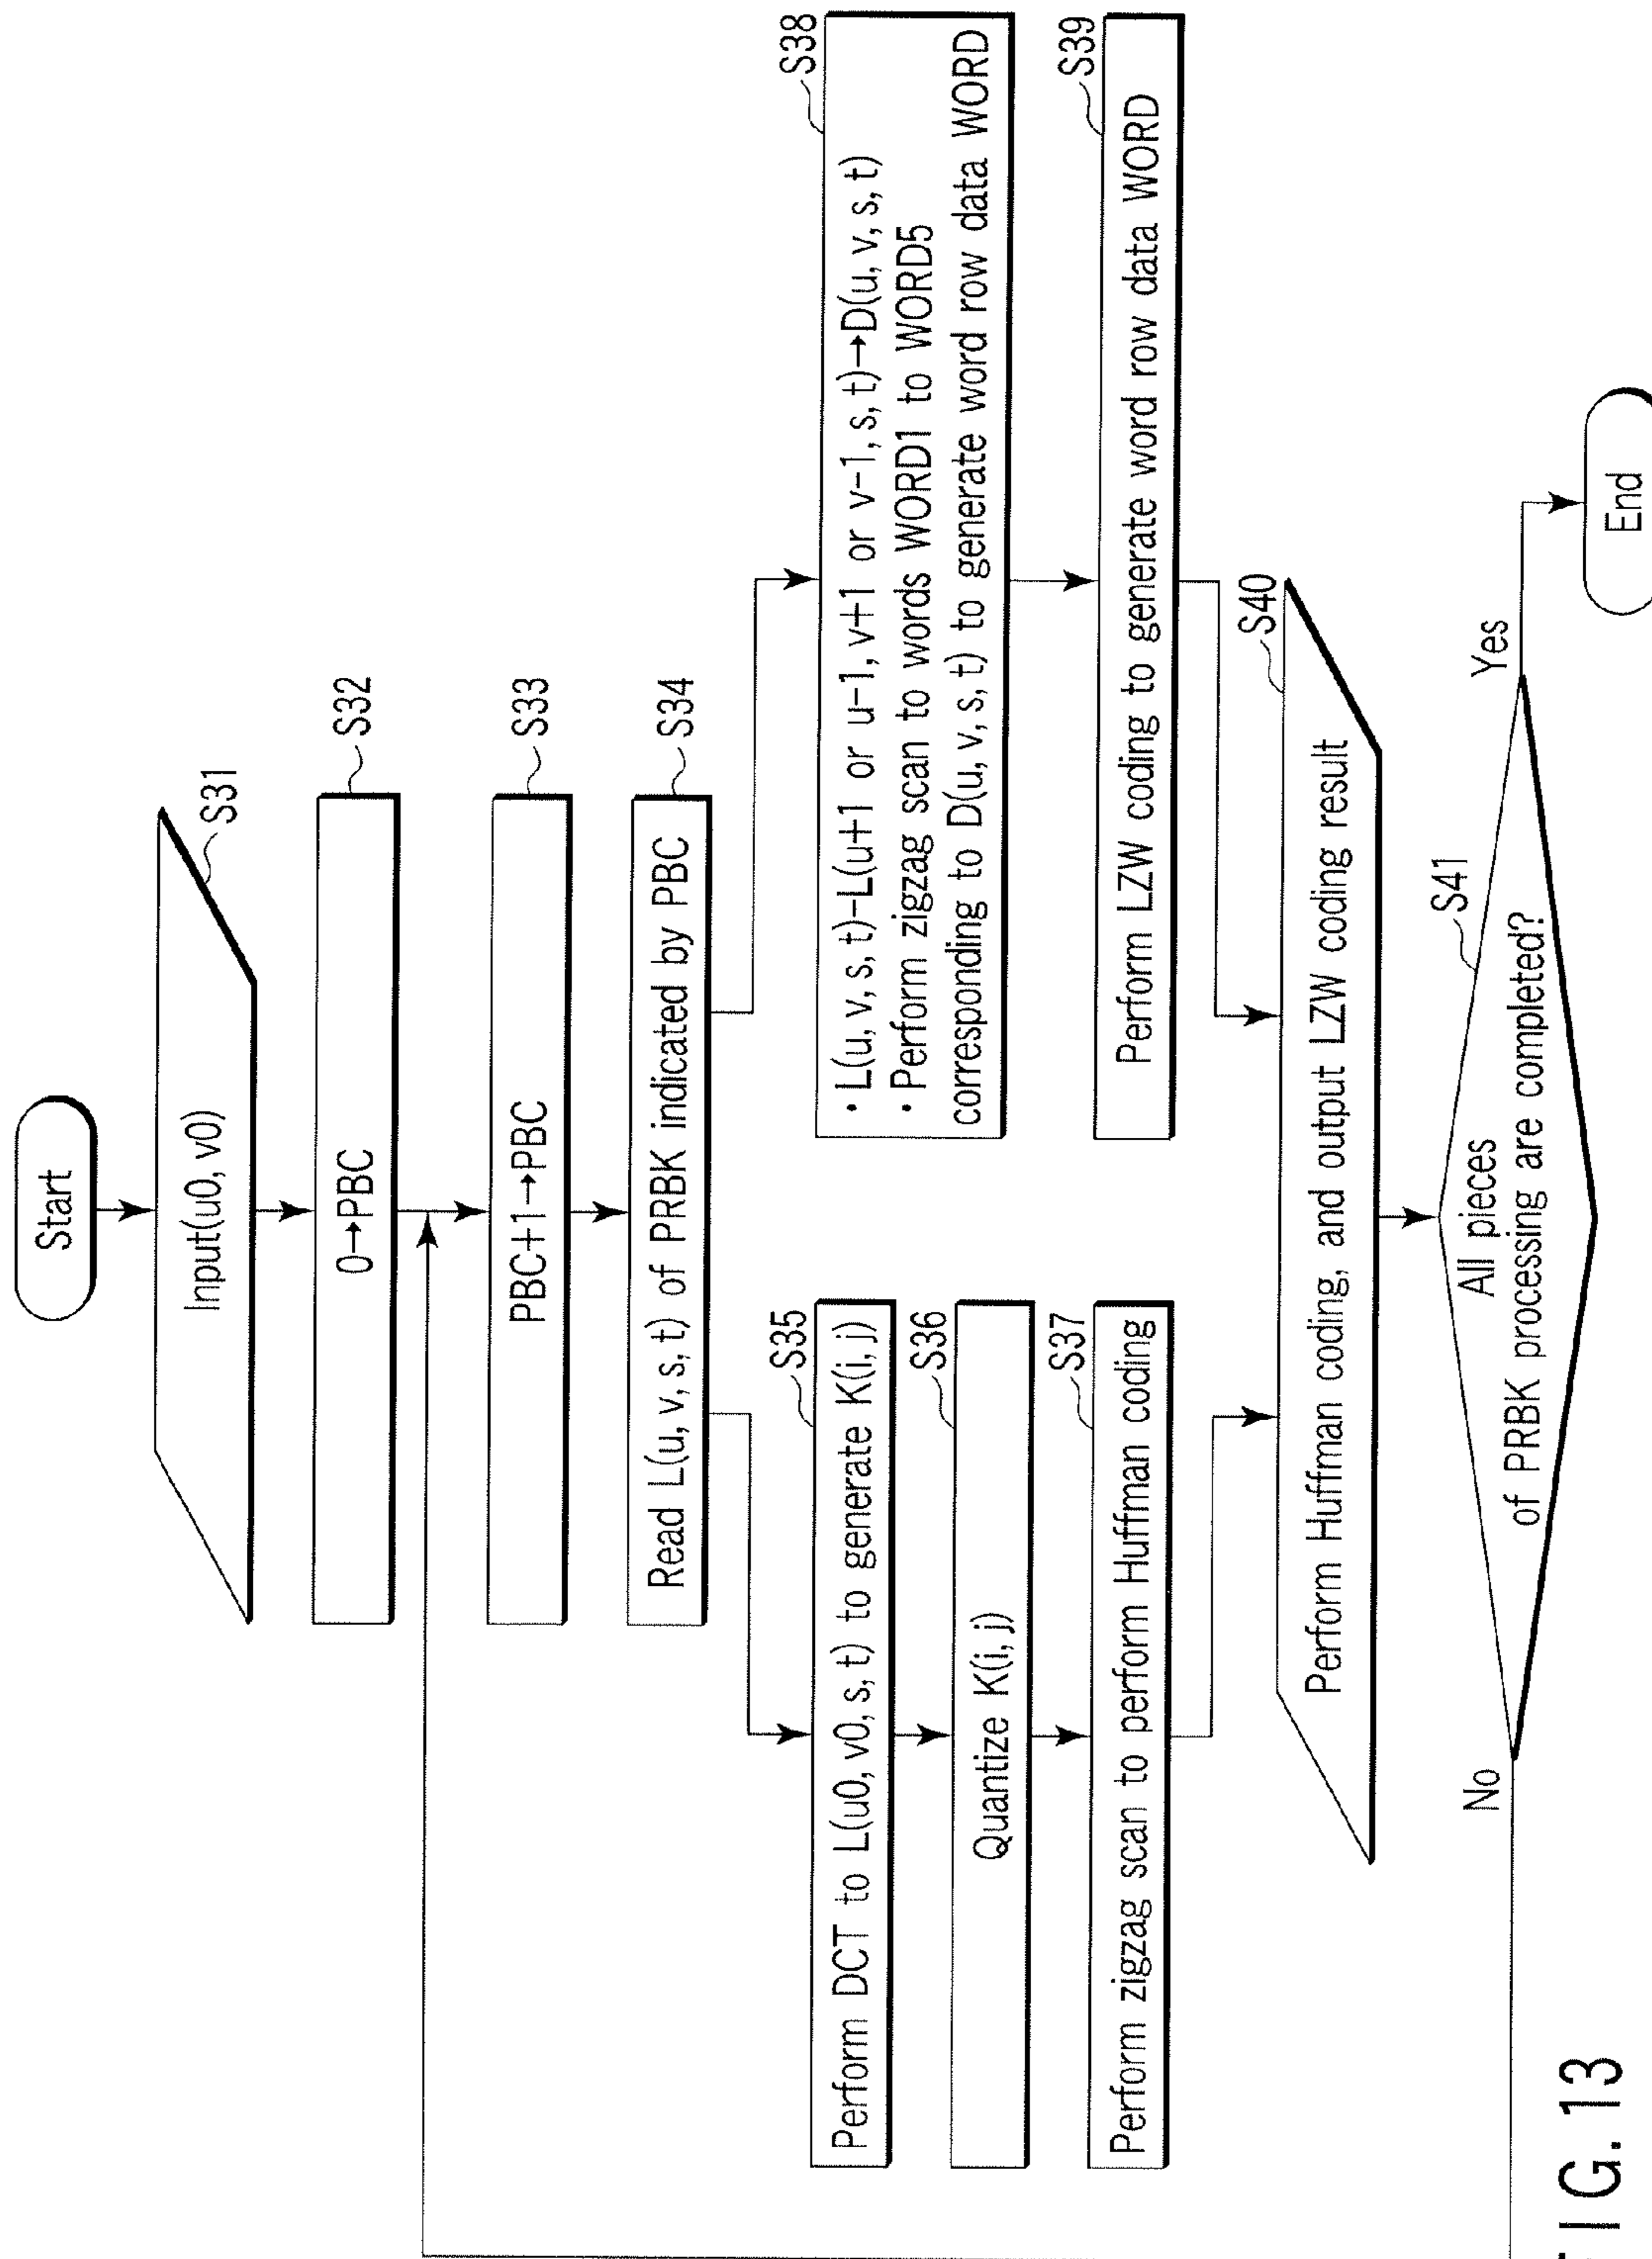 Start
Input(u0, v0)
S31
0→PBC
S32
PBC+1→PBC
S33
Read L(u, v, s, t) of PRBK indicated by PBC
S34
Perform DCT to L(u0, v0, s, t) to generate K(i, j)
S35
Quantize K(i, j)
S36
Perform zigzag scan to perform Huffman coding
S37
• L(u, v, s, t)−L(u+1 or u−1, v+1 or v−1, s, t)→D(u, v, s, t)
• Perform zigzag scan to words WORD1 to WORD5
corresponding to D(u, v, s, t) to generate word row data WORD
S38
Perform LZW coding to generate word row data WORD
S39
Perform Huffman coding, and output LZW coding result
S40
All pieces
of PRBK processing are completed?
S41
No
Yes
End
FIG. 13